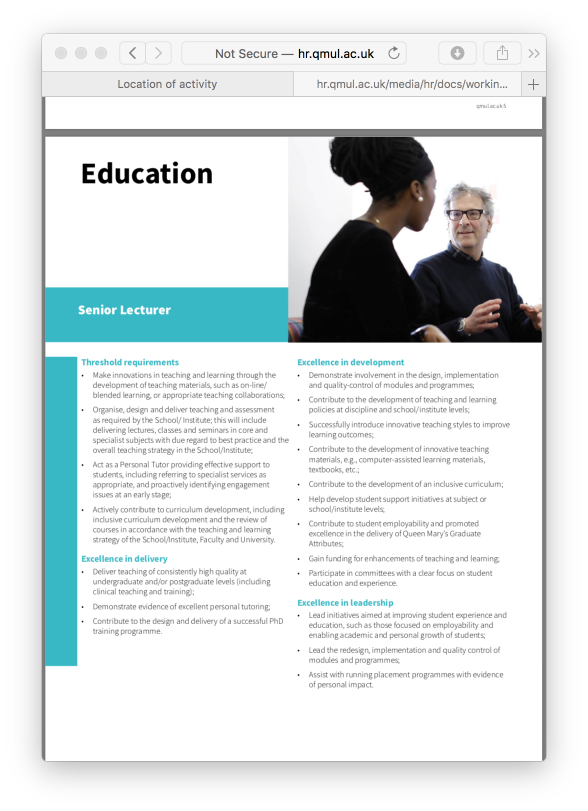 Not Secure — hr.qmul.ac.uk
Location of activity
hr.qmul.ac.uk/media/hr/docs/workin...
qmul.ac.uk 5
Education
Senior Lecturer
Threshold requirements
• Make innovations in teaching and learning through the
development of teaching materials, such as on-line/
blended learning, or appropriate teaching collaborations;
• Organise, design and deliver teaching and assessment
as required by the School/ Institute; this will include
delivering lectures, classes and seminars in core and
specialist subjects with due regard to best practice and the
overall teaching strategy in the School/Institute;
• Act as a Personal Tutor providing effective support to
students, including referring to specialist services as
appropriate, and proactively identifying engagement
issues at an early stage;
• Actively contribute to curriculum development, including
inclusive curriculum development and the review of
courses in accordance with the teaching and learning
strategy of the School/Institute, Faculty and University.
Excellence in delivery
• Deliver teaching of consistently high quality at
undergraduate and/or postgraduate levels (including
clinical teaching and training);
• Demonstrate evidence of excellent personal tutoring;
• Contribute to the design and delivery of a successful PhD
training programme.
Excellence in development
• Demonstrate involvement in the design, implementation
and quality-control of modules and programmes;
• Contribute to the development of teaching and learning
policies at discipline and school/institute levels;
• Successfully introduce innovative teaching styles to improve
learning outcomes;
• Contribute to the development of innovative teaching
materials, e.g., computer-assisted learning materials,
textbooks, etc.;
• Contribute to the development of an inclusive curriculum;
• Help develop student support initiatives at subject or
school/institute levels;
• Contribute to student employability and promoted
excellence in the delivery of Queen Mary's Graduate
Attributes;
• Gain funding for enhancements of teaching and learning;
• Participate in committees with a clear focus on student
education and experience.
Excellence in leadership
• Lead initiatives aimed at improving student experience and
education, such as those focused on employability and
enabling academic and personal growth of students;
• Lead the redesign, implementation and quality control of
modules and programmes;
• Assist with running placement programmes with evidence
of personal impact.